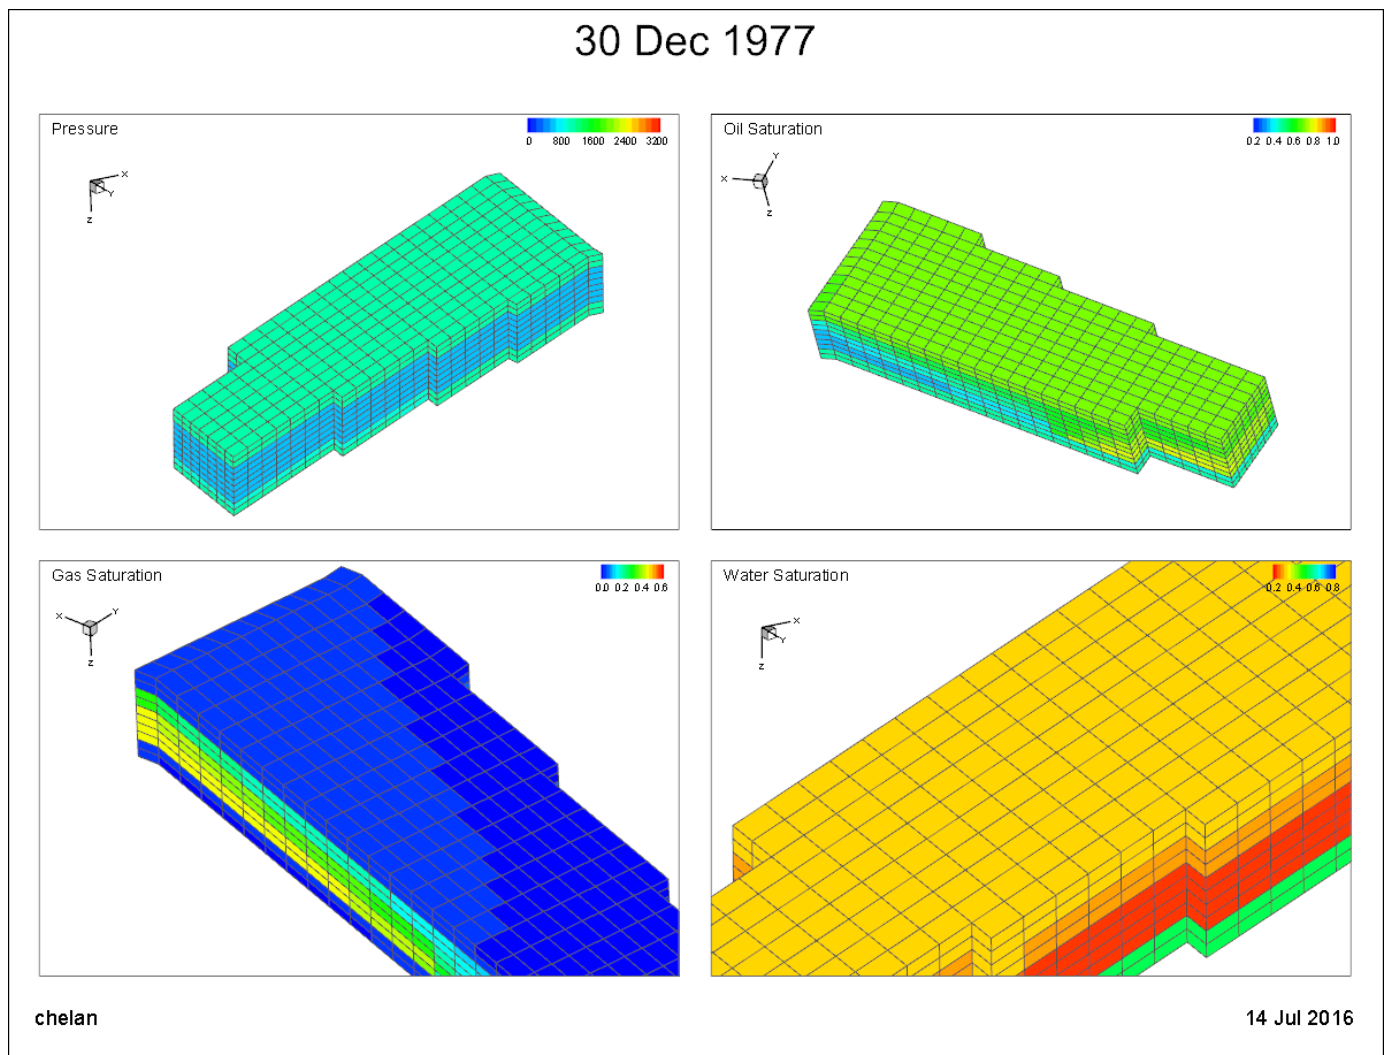 30 Dec 1977
Pressure
0 800 1600 2400 3200
X
Y
Z
Oil Saturation
0.2 0.4 0.6 0.8 1.0
Y
X
Z
Gas Saturation
0.0 0.2 0.4 0.6
X
Y
Z
Water Saturation
0.2 0.4 0.6 0.8
X
Y
Z
chelan
14 Jul 2016